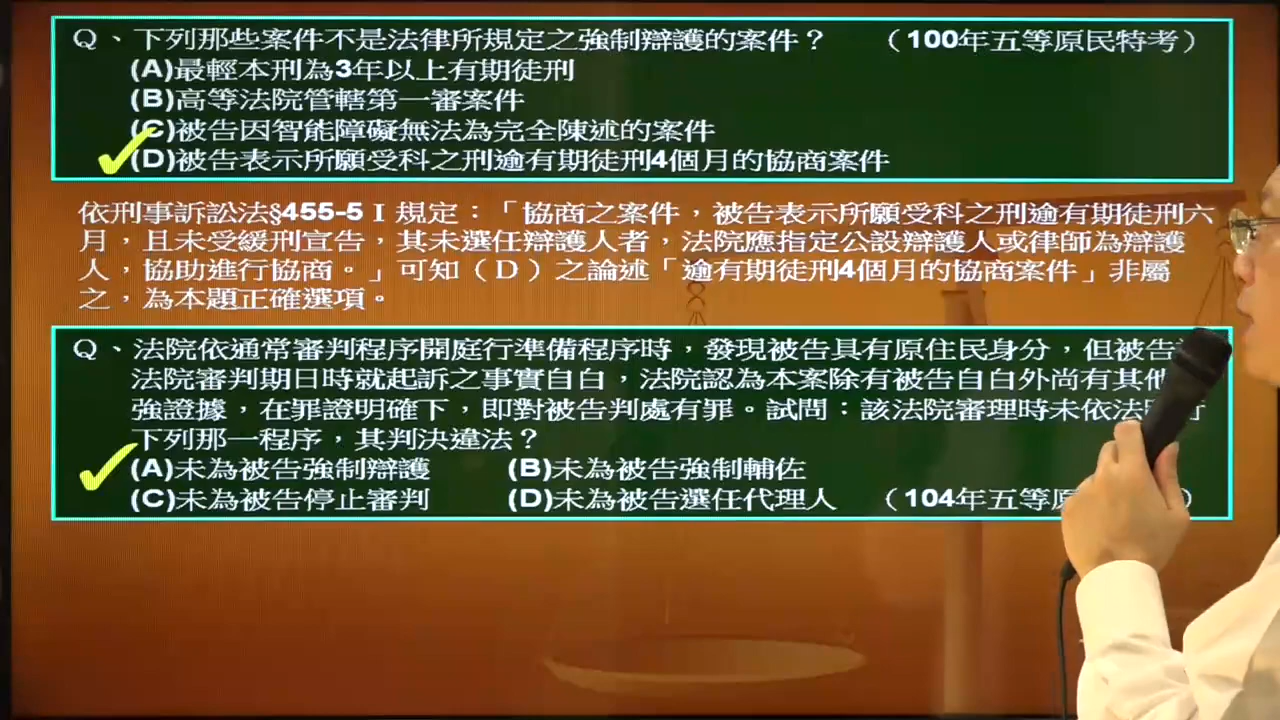 Q、下列那些案件不是法律所規定之強制辯護的案件？ （100年五等原民特考）
(A)最輕本刑為3年以上有期徒刑
(B)高等法院管轄第一審案件
(C)被告因智能障礙無法為完全陳述的案件
(D)被告表示所願受科之刑逾有期徒刑4個月的協商案件
依刑事訴訟法§455-5 I 規定：「協商之案件，被告表示所願受科之刑逾有期徒刑六
月，且未受緩刑宣告，其未選任辯護人者，法院應指定公設辯護人或律師為辯護
人，協助進行協商。」可知（D）之論述「逾有期徒刑4個月的協商案件」非屬
之，為本題正確選項。
Q、法院依通常審判程序開庭行準備程序時，發現被告具有原住民身分，但被告
法院審判期日時就起訴之事實自白，法院認為本案除有被告自白外尚有其他
強證據，在罪證明確下，即對被告判處有罪。試問：該法院審理時未依法
下列那一程序，其判決違法？
(A)未為被告強制辯護 (B)未為被告強制輔佐
(C)未為被告停止審判 (D)未為被告選任代理人 （104年五等原